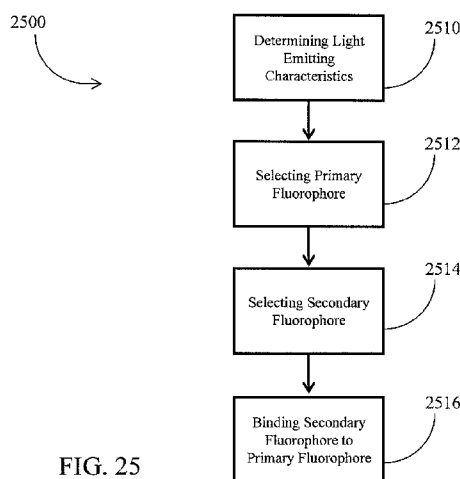 2500
2510
Determining Light
Emitting
Characteristics
2512
Selecting Primary
Fluorophore
2514
Selecting Secondary
Fluorophore
2516
Binding Secondary
Fluorophore to
Primary Fluorophore
FIG. 25